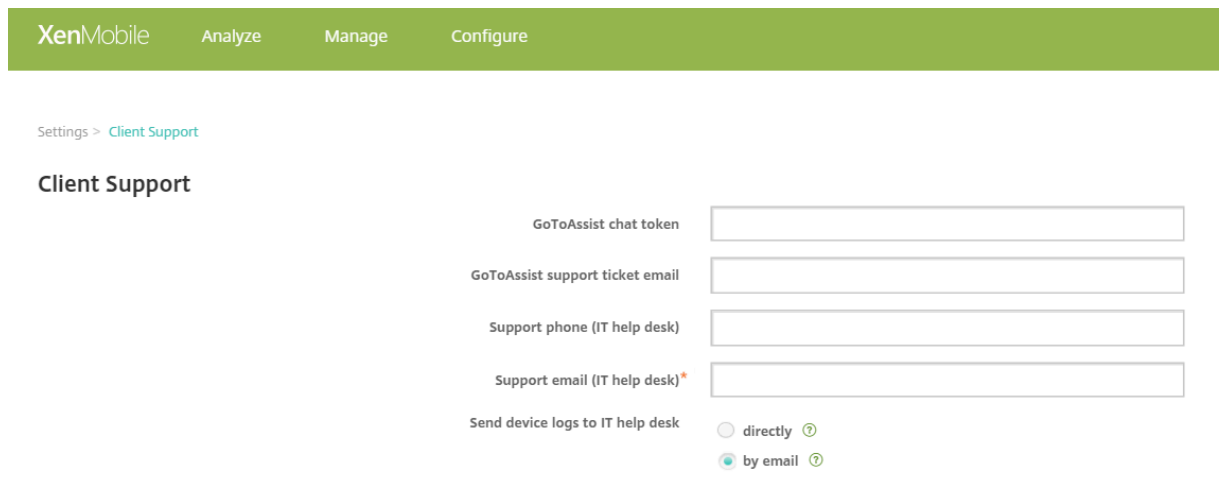 XenMobile Analyze Manage Configure
Settings > Client Support
Client Support
GoToAssist chat token
GoToAssist support ticket email
Support phone (IT help desk)
Support email (IT help desk)*
Send device logs to IT help desk
directly ?
by email ?